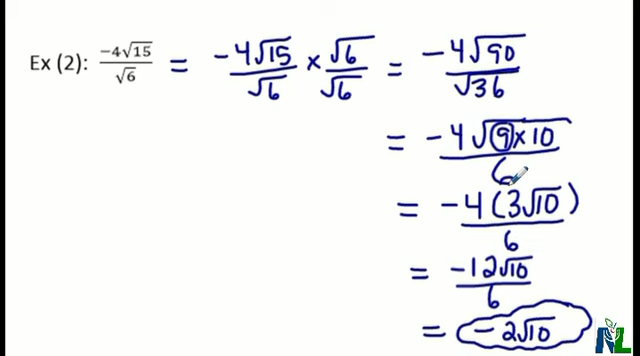 Ex (2): -4√15/√6 = -4√15/√6 × √6/√6 = -4√90/√36
= -4√9×10/6
= -4(3√10)/6
= -12√10/6
= -2√10
NL